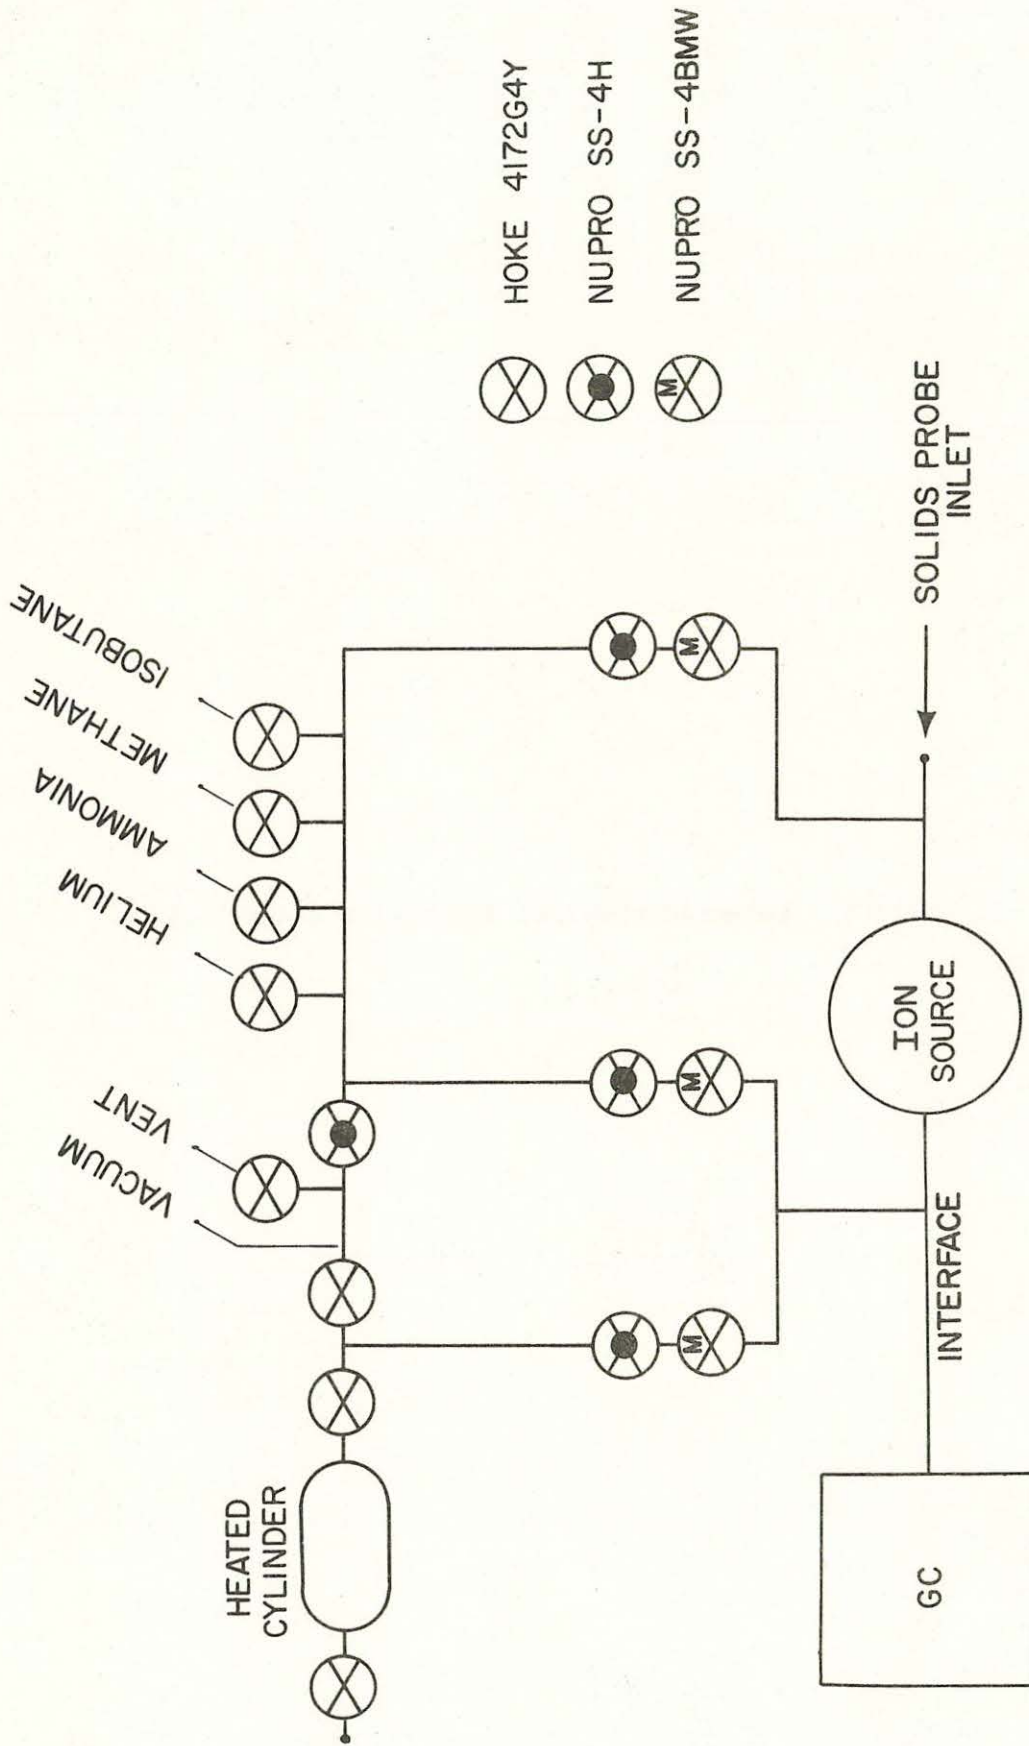 ISOBUTANE
METHANE
AMMONIA
HELIUM
VENT
VACUUM
HEATED
CYLINDER
HOKE 4172G4Y
NUPRO SS-4H
M NUPRO SS-4BMW
M
M
M
SOLIDS PROBE
INLET
ION
SOURCE
INTERFACE
GC